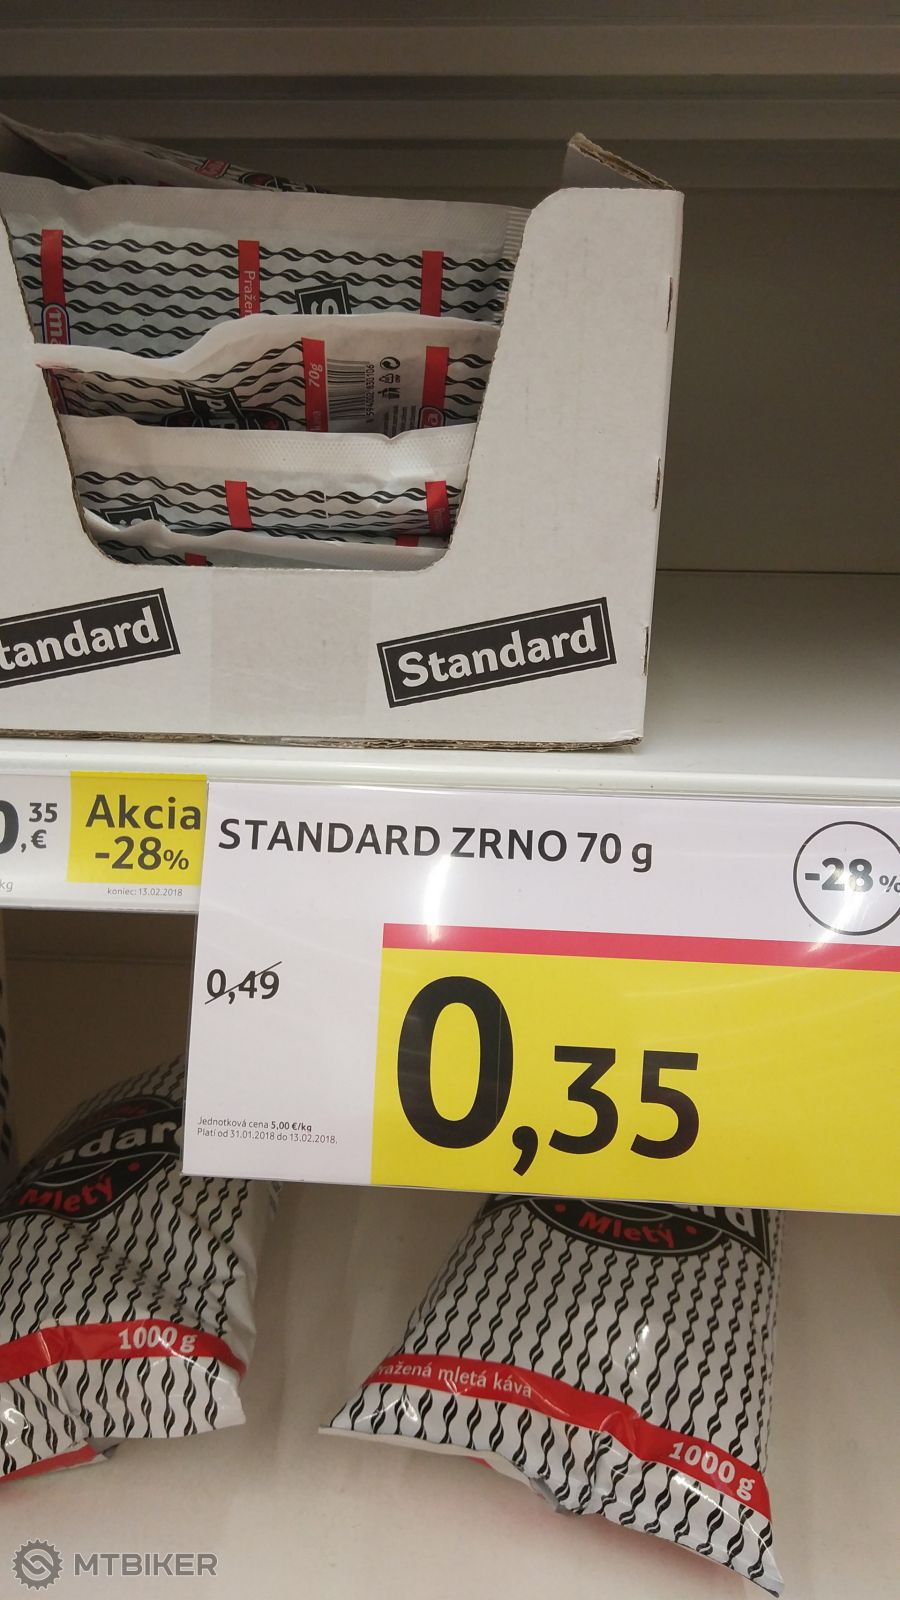 Pražen
70g
Standard
Standard
35
,€
kg
Akcia
-28%
koniec: 13.02.2018
STANDARD ZRNO 70 g
-28%
0,49
0,35
Jednotková cena 5,00 €/kg
Platí od 31.01.2018 do 13.02.2018.
Mletý
1000 g
Mletý
Pražená mletá káva
1000 g
MTBIKER